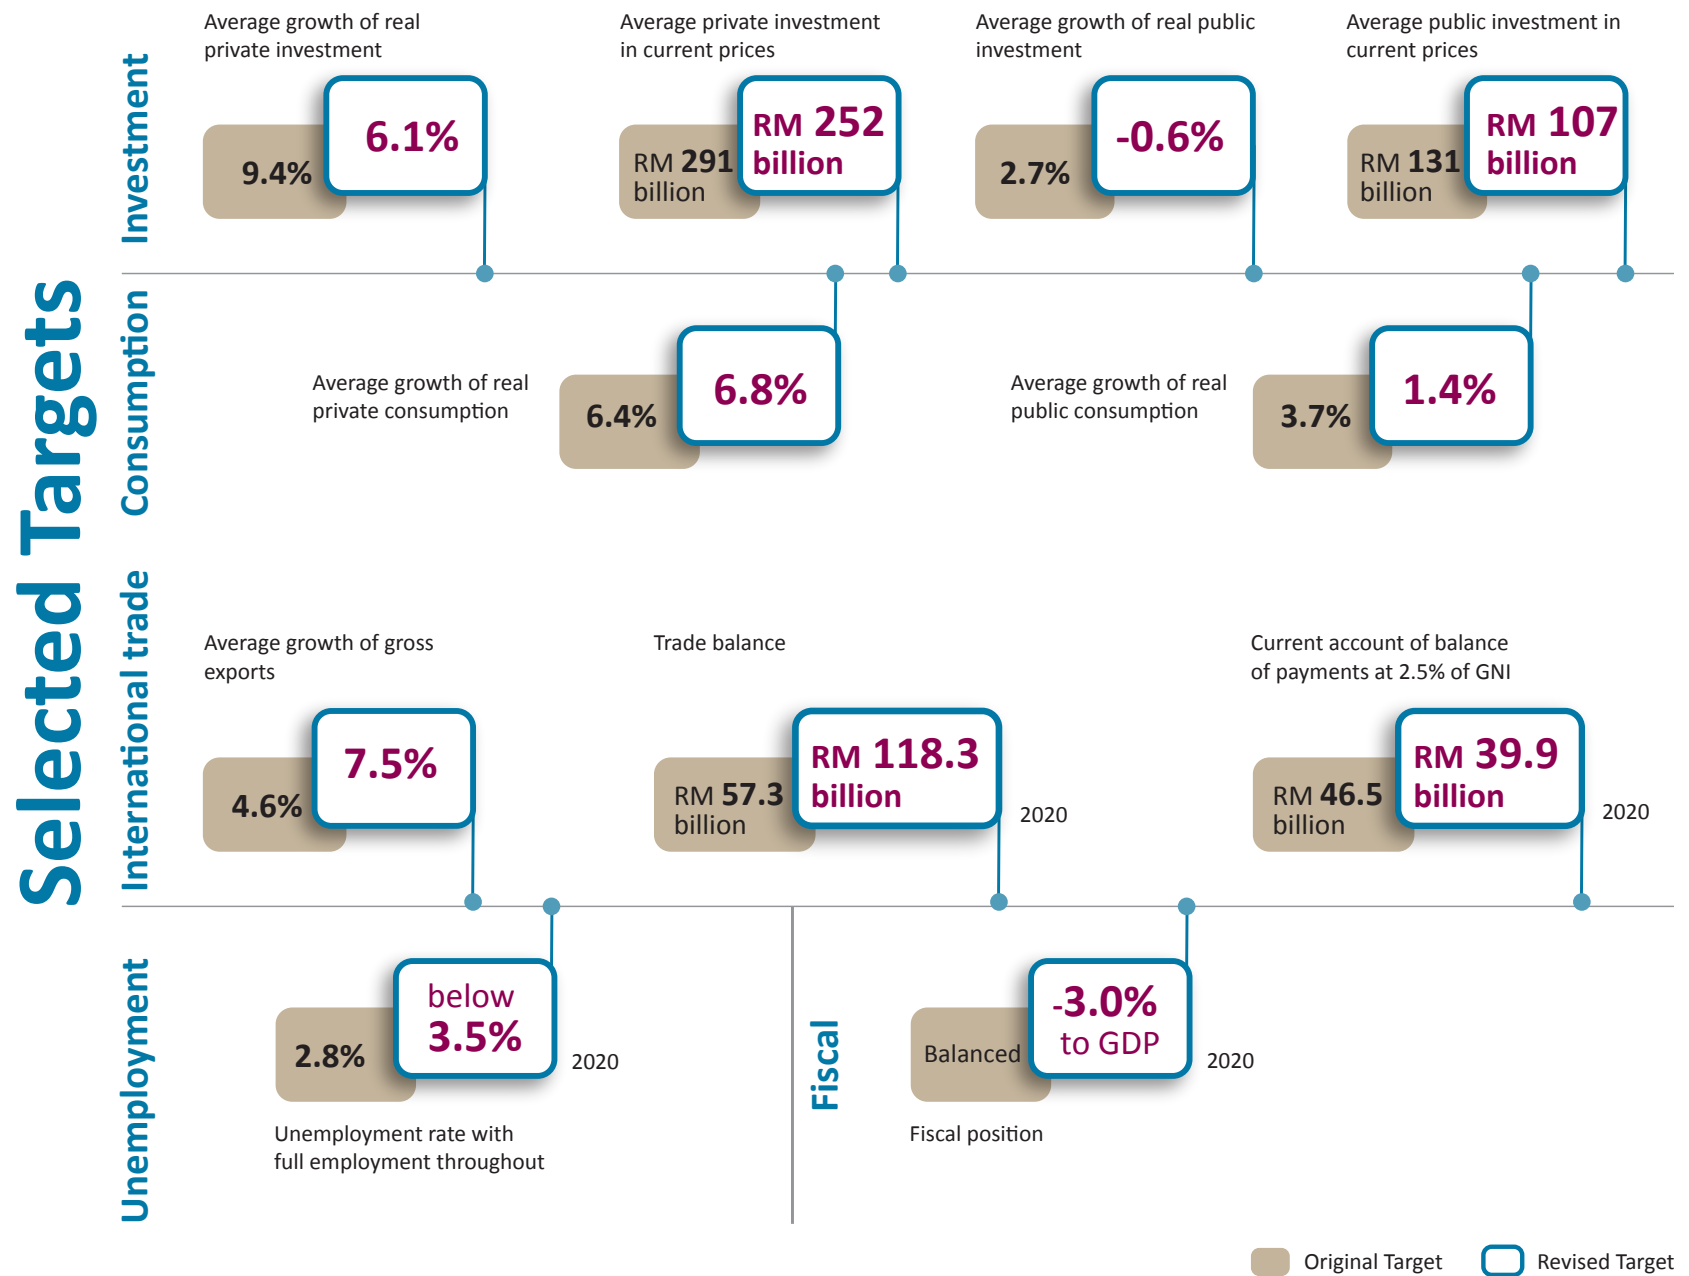 Selected Targets
Investment
Average growth of real
private investment
9.4%
6.1%
Average private investment
in current prices
RM 291
billion
RM 252
billion
Average growth of real public
investment
2.7%
-0.6%
Average public investment in
current prices
RM 131
billion
RM 107
billion
Consumption
Average growth of real
private consumption
6.4%
6.8%
Average growth of real
public consumption
3.7%
1.4%
International trade
Average growth of gross
exports
4.6%
7.5%
Trade balance
RM 57.3
billion
RM 118.3
billion
2020
Current account of balance
of payments at 2.5% of GNI
RM 46.5
billion
RM 39.9
billion
2020
Unemployment
2.8%
below
3.5%
2020
Unemployment rate with
full employment throughout
Fiscal
Balanced
-3.0%
to GDP
2020
Fiscal position
Original Target
Revised Target